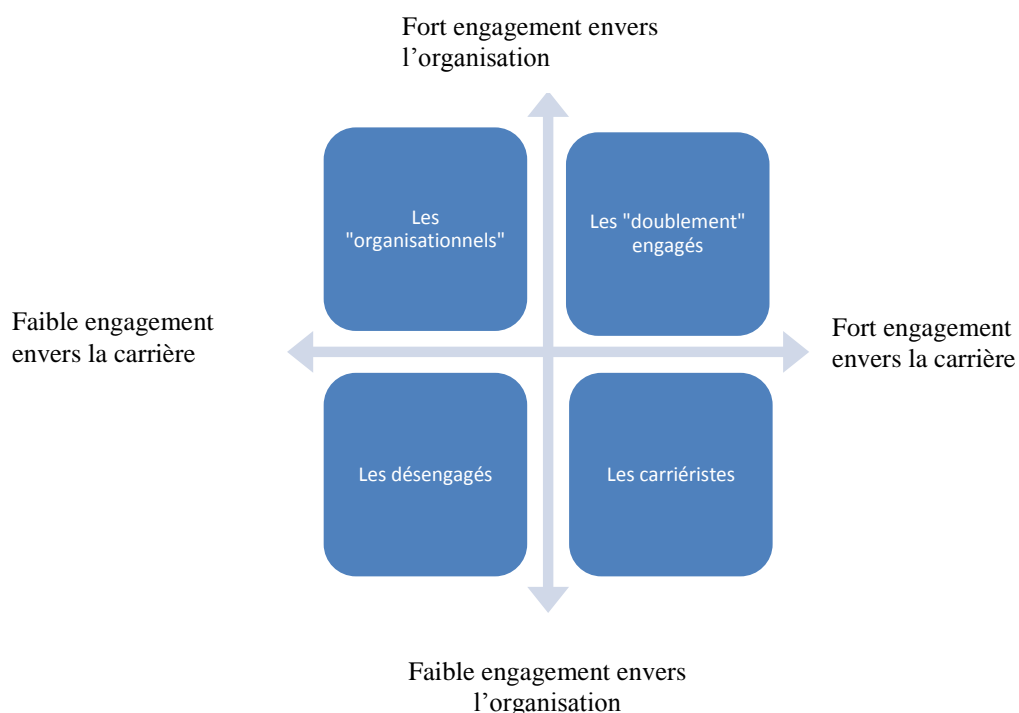 Fort engagement envers
l’organisation
Les
"organisationnels"
Les "doublement"
engagés
Faible engagement
envers la carrière
Fort engagement
envers la carrière
Les désengagés
Les carriéristes
Faible engagement envers
l’organisation